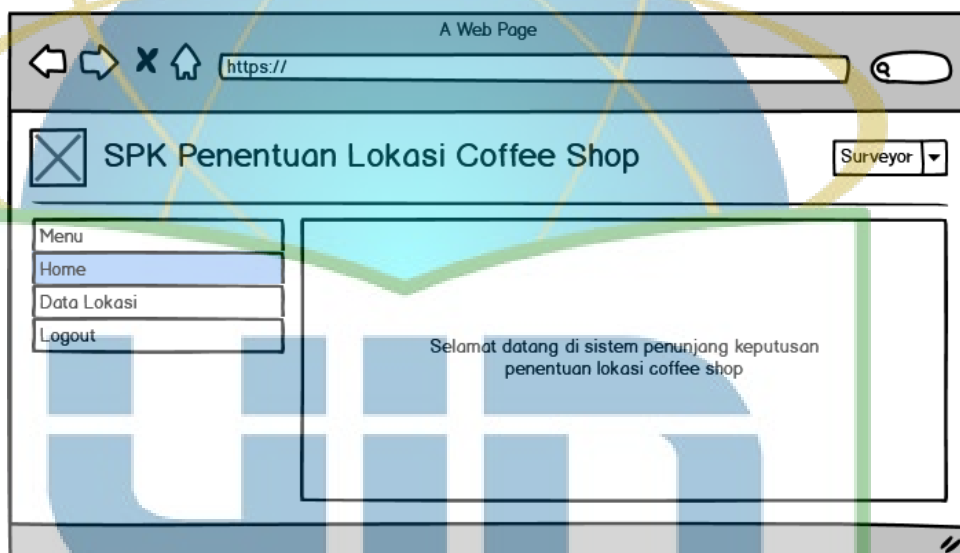 A Web Page
https://
SPK Penentuan Lokasi Coffee Shop
Surveyor
Menu
Home
Data Lokasi
Logout
Selamat datang di sistem penunjang keputusan
penentuan lokasi coffee shop
uin